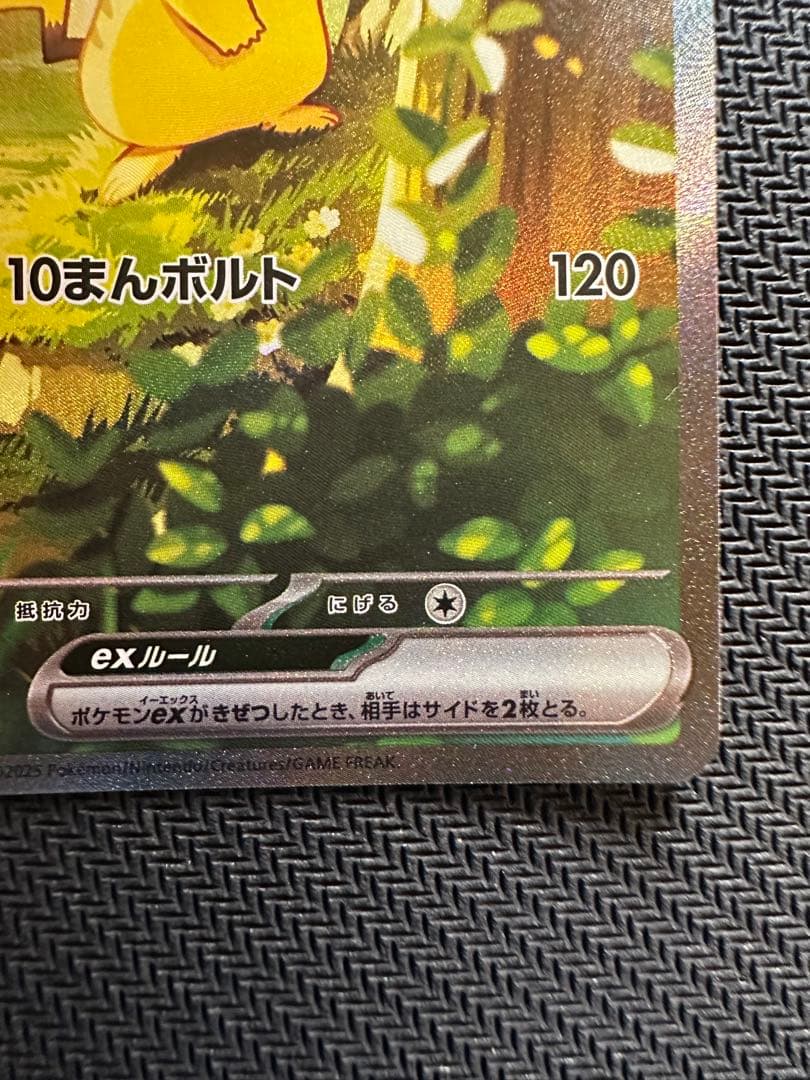 10まんボルト 120
抵抗力 にげる
exルール
イーエックス あいて まい
ポケモンexがきぜつしたとき、相手はサイドを2枚とる。
©2025 Pokémon/Nintendo/Creatures/GAME FREAK.